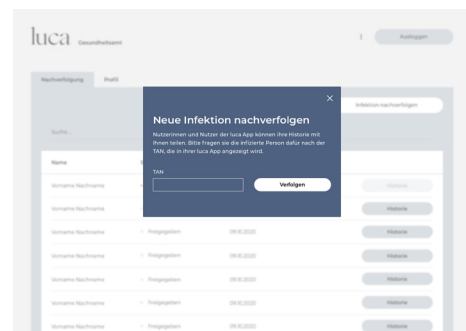 luca Gesundheitsamt
Ausloggen
Nachverfolgung Profil
Infektion nachverfolgen
Neue Infektion nachverfolgen
Nutzerinnen und Nutzer der luca App können ihre Historie mit
Ihnen teilen. Bitte fragen sie die infizierte Person dafür nach der
TAN, die in ihrer luca App angezeigt wird.
TAN
Verfolgen
Suche...
Name
Vorname Nachname Historie
Vorname Nachname Historie
Vorname Nachname Freigegeben 09.10.2020 Historie
Vorname Nachname Freigegeben 09.10.2020 Historie
Vorname Nachname Freigegeben 09.10.2020 Historie
Vorname Nachname Freigegeben 09.10.2020 Historie
Vorname Nachname Freigegeben 09.10.2020 Historie